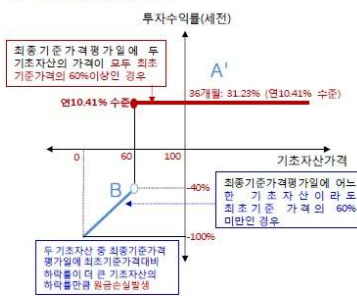 투자수익률(세전)
최종기준가격평가일에 두
기초자산의 가격이 모두 최초
기준가격의 60%이상인 경우
A'
36개월: 31.23% (연10.41% 수준)
연10.41% 수준
0
60
100
기초자산가격
B
-40%
최종기준가격평가일에 어느
한 기초자산이라도
최초기준 가격의 60%
미만인 경우
-100%
두 기초자산 중 최종기준가격
평가일에 최초기준가격대비
하락률이 더 큰 기초자산의
하락률만큼 원금손실발생